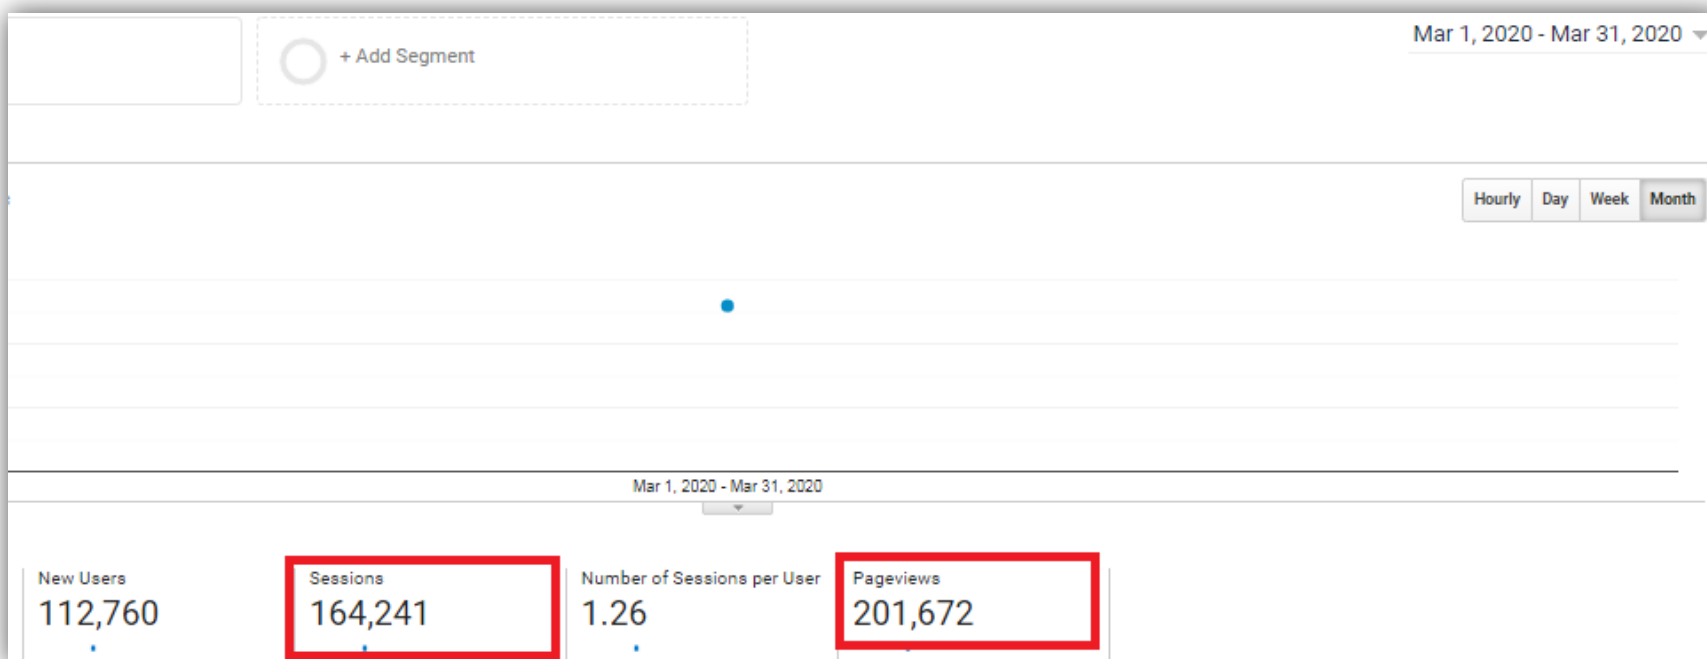 + Add Segment
Mar 1, 2020 - Mar 31, 2020
Hourly Day Week Month
Mar 1, 2020 - Mar 31, 2020
New Users Sessions Number of Sessions per User Pageviews
112,760 164,241 1.26 201,672